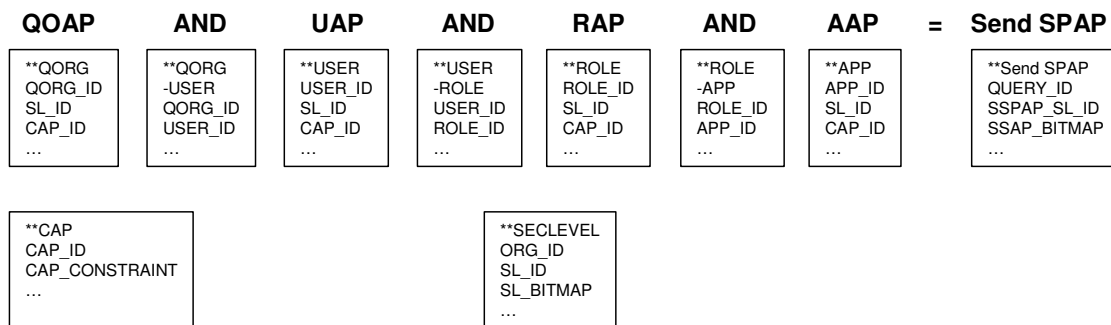 QOAP AND UAP AND RAP AND AAP = Send SPAP
**QORG
QORG_ID
SL_ID
CAP_ID
…
**QORG
-USER
QORG_ID
USER_ID
…
**USER
USER_ID
SL_ID
CAP_ID
…
**USER
-ROLE
USER_ID
ROLE_ID
…
**ROLE
ROLE_ID
SL_ID
CAP_ID
…
**ROLE
-APP
ROLE_ID
APP_ID
…
**APP
APP_ID
SL_ID
CAP_ID
…
**Send SPAP
QUERY_ID
SSPAP_SL_ID
SSAP_BITMAP
…
**CAP
CAP_ID
CAP_CONSTRAINT
…
**SECLEVEL
ORG_ID
SL_ID
SL_BITMAP
…